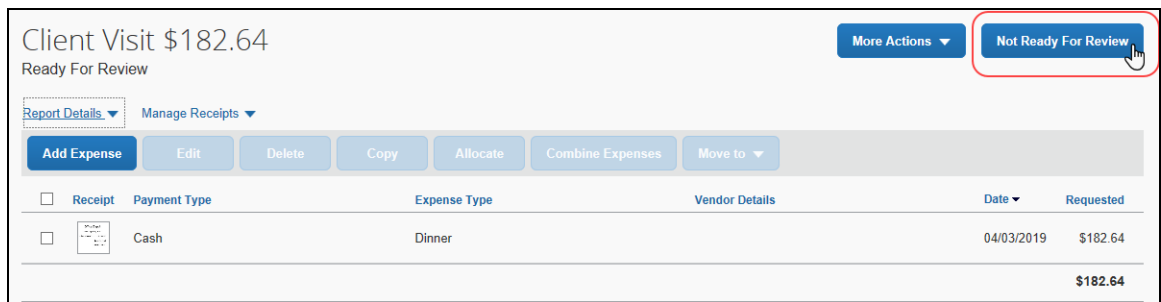 Client Visit $182.64
More Actions
Not Ready For Review
Ready For Review
Report Details
Manage Receipts
Add Expense
Edit
Delete
Copy
Allocate
Combine Expenses
Move to
Receipt
Payment Type
Expense Type
Vendor Details
Date
Requested
Cash
Dinner
04/03/2019
$182.64
$182.64